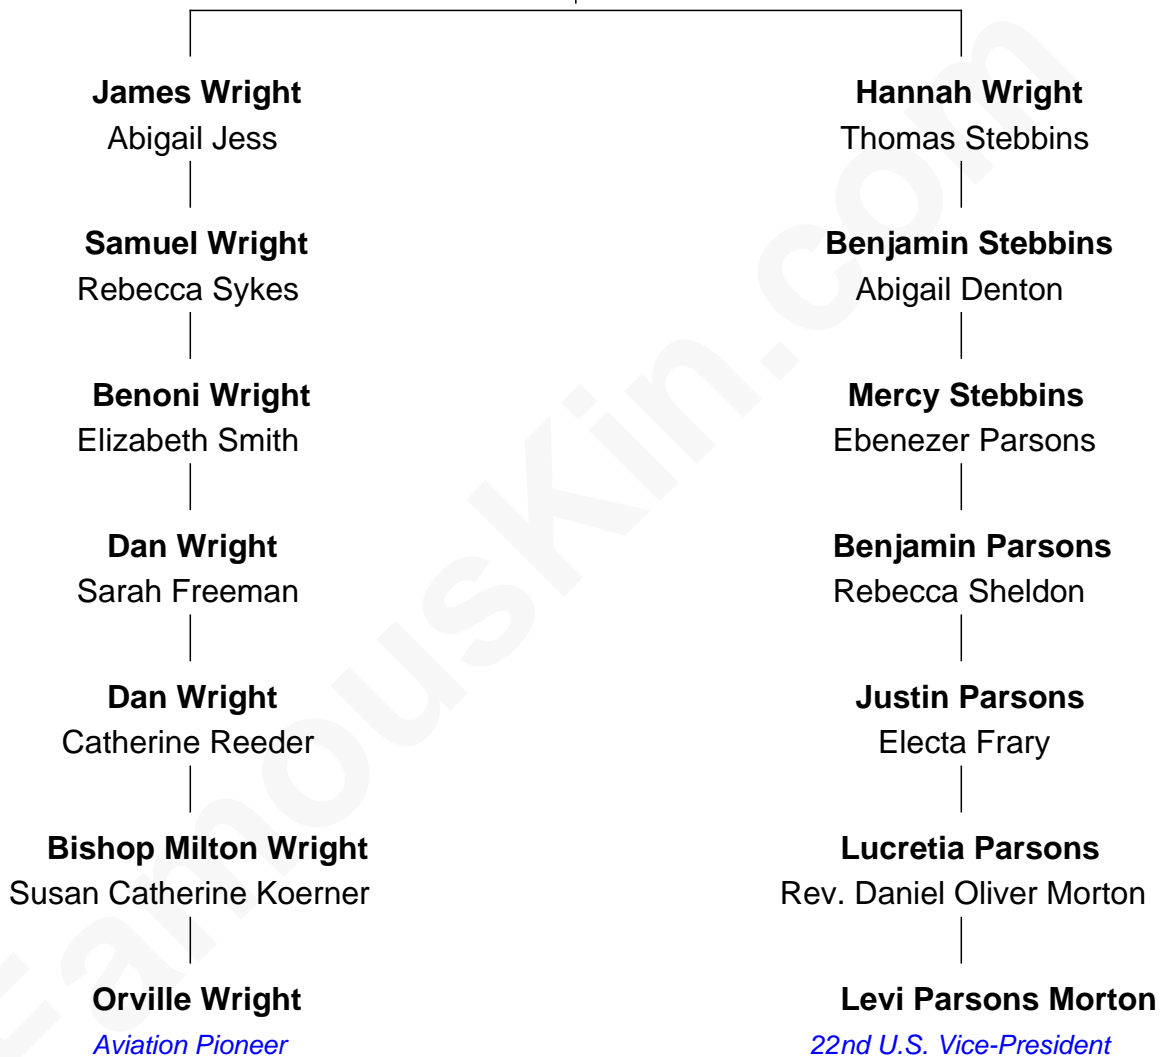 James Wright
Abigail Jess
Hannah Wright
Thomas Stebbins
Samuel Wright
Rebecca Sykes
Benjamin Stebbins
Abigail Denton
Benoni Wright
Elizabeth Smith
Mercy Stebbins
Ebenezer Parsons
Dan Wright
Sarah Freeman
Benjamin Parsons
Rebecca Sheldon
Dan Wright
Catherine Reeder
Justin Parsons
Electa Frary
Bishop Milton Wright
Susan Catherine Koerner
Lucretia Parsons
Rev. Daniel Oliver Morton
Orville Wright
Aviation Pioneer
Levi Parsons Morton
22nd U.S. Vice-President
FamousKin.com